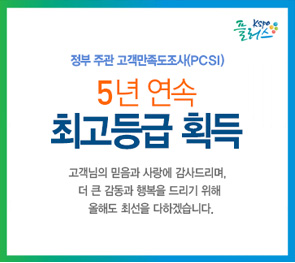 KSPO
플러스
정부 주관 고객만족도조사(PCSI)
5년 연속
최고등급 획득
고객님의 믿음과 사랑에 감사드리며,
더 큰 감동과 행복을 드리기 위해
올해도 최선을 다하겠습니다.